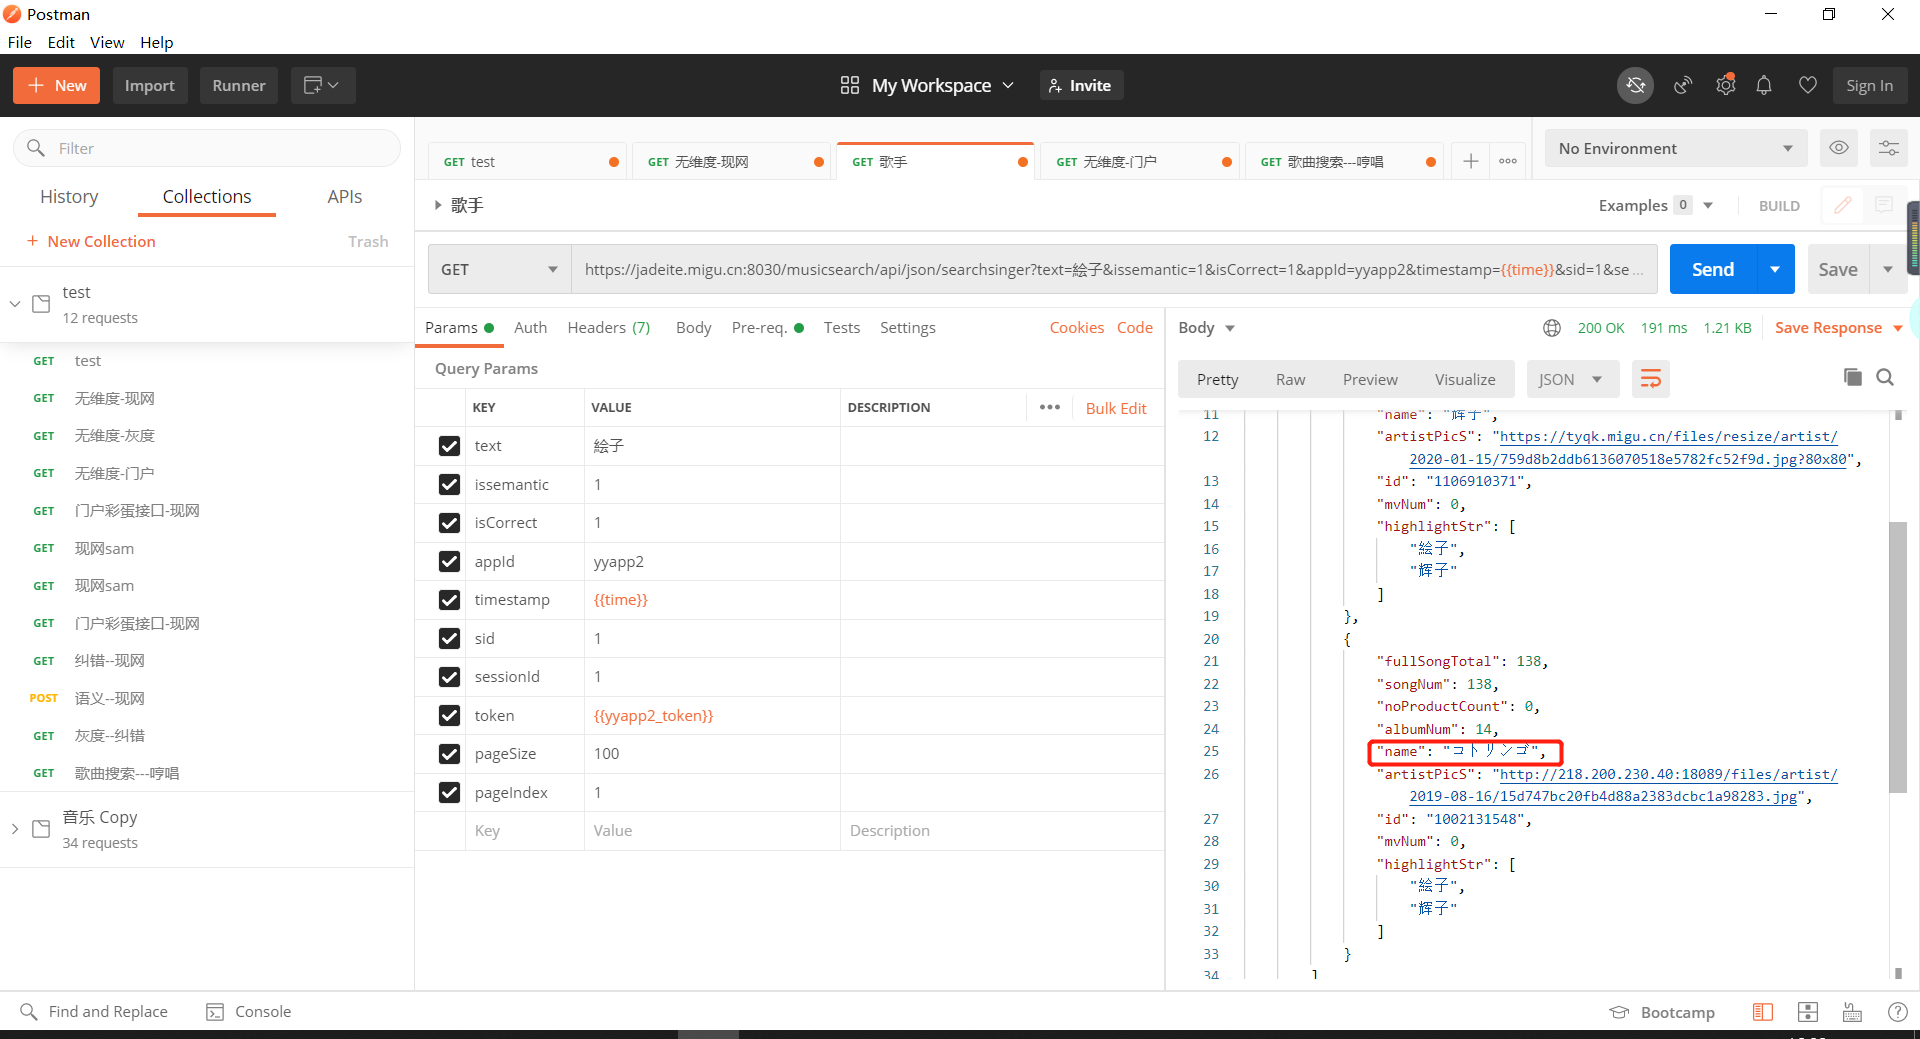 Postman
File Edit View Help
New Import Runner My Workspace Invite Sign In
Filter
History Collections APIs
+ New Collection Trash
test
12 requests
GET test
GET 无维度-现网
GET 无维度-灰度
GET 无维度-门户
GET 门户彩蛋接口-现网
GET 现网sam
GET 现网sam
GET 门户彩蛋接口-现网
GET 纠错--现网
POST 语义--现网
GET 灰度--纠错
GET 歌曲搜索---哼唱
音乐 Copy
34 requests
GET test GET 无维度-现网 GET 歌手 GET 无维度-门户 GET 歌曲搜索---哼唱
No Environment
歌手 Examples 0 BUILD
GET https://jadeite.migu.cn:8030/musicsearch/api/json/searchsinger?text=絵子&issemantic=1&isCorrect=1&appId=yyapp2&timestamp={{time}}&sid=1&se... Send Save
Params Auth Headers (7) Body Pre-req. Tests Settings Cookies Code
Query Params
KEY VALUE DESCRIPTION Bulk Edit
text 絵子
issemantic 1
isCorrect 1
appId yyapp2
timestamp {{time}}
sid 1
sessionId 1
token {{yyapp2_token}}
pageSize 100
pageIndex 1
Key Value Description
Body 200 OK 191 ms 1.21 KB Save Response
Pretty Raw Preview Visualize JSON
11 "name": "辉子",
12 "artistPicS": "https://tyqk.migu.cn/files/resize/artist/
2020-01-15/759d8b2ddb6136070518e5782fc52f9d.jpg?80x80",
13 "id": "1106910371",
14 "mvNum": 0,
15 "highlightStr": [
16 "絵子",
17 "辉子"
18 ]
19 },
20 {
21 "fullSongTotal": 138,
22 "songNum": 138,
23 "noProductCount": 0,
24 "albumNum": 14,
25 "name": "コトリンゴ",
26 "artistPicS": "http://218.200.230.40:18089/files/artist/
2019-08-16/15d747bc20fb4d88a2383dcbc1a98283.jpg",
27 "id": "1002131548",
28 "mvNum": 0,
29 "highlightStr": [
30 "絵子",
31 "辉子"
32 ]
33 }
34 ]
Find and Replace Console Bootcamp